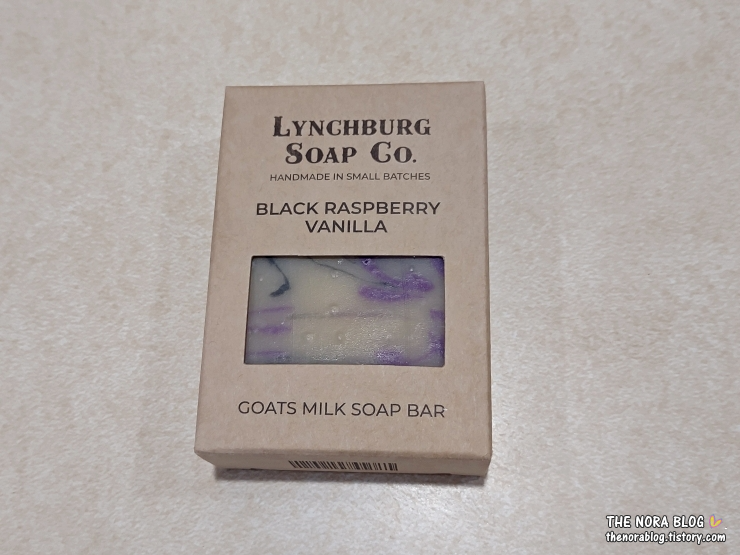 LYNCHBURG
SOAP CO.
HANDMADE IN SMALL BATCHES
BLACK RASPBERRY
VANILLA
GOATS MILK SOAP BAR
THE NORA BLOG
thenorablog.tistory.com